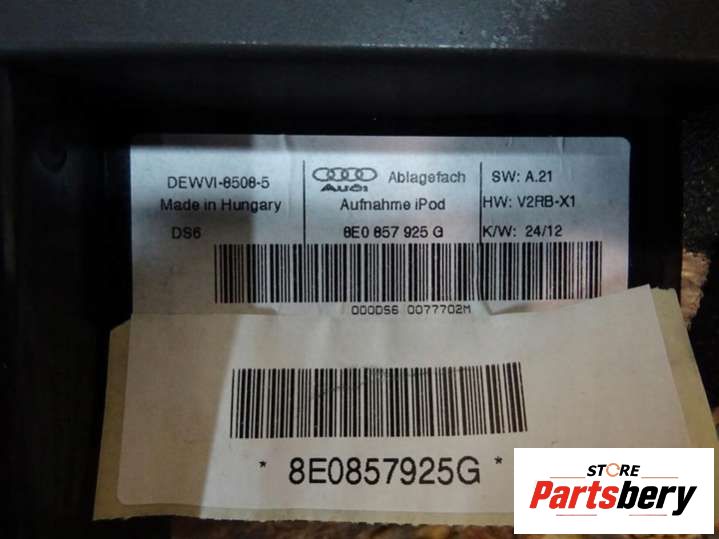 DEWVI-8508-5
Made in Hungary
DS6
Audi Ablagefach
Aufnahme iPod
8E0 857 925 G
SW: A.21
HW: V2RB-X1
K/W: 24/12
000DS6 0077702M
* 8E0857925G *
STORE
Partsbery